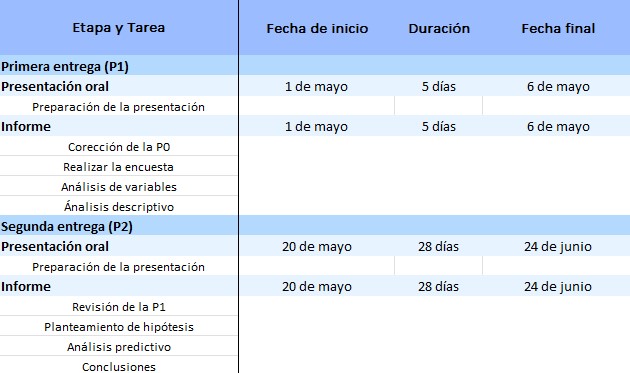 Etapa y Tarea Fecha de inicio Duración Fecha final
Primera entrega (P1)
Presentación oral 1 de mayo 5 días 6 de mayo
Preparación de la presentación
Informe 1 de mayo 5 días 6 de mayo
Coreción de la P0
Realizar la encuesta
Análisis de variables
Ánalisis descriptivo
Segunda entrega (P2)
Presentación oral 20 de mayo 28 días 24 de junio
Preparación de la presentación
Informe 20 de mayo 28 días 24 de junio
Revisión de la P1
Planteamiento de hipótesis
Análisis predictivo
Conclusiones